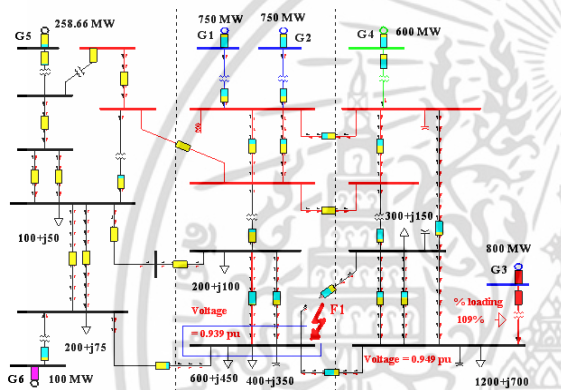 258.66 MW
G5
750 MW
750 MW
G1
G2
G4
600 MW
100+j50
300+j150
800 MW
G3
200+j100
% loading
109%
F1
Voltage
= 0.939 pu
200+j75
Voltage = 0.949 pu
G6
100 MW
600+j450
400+j350
1200+j700